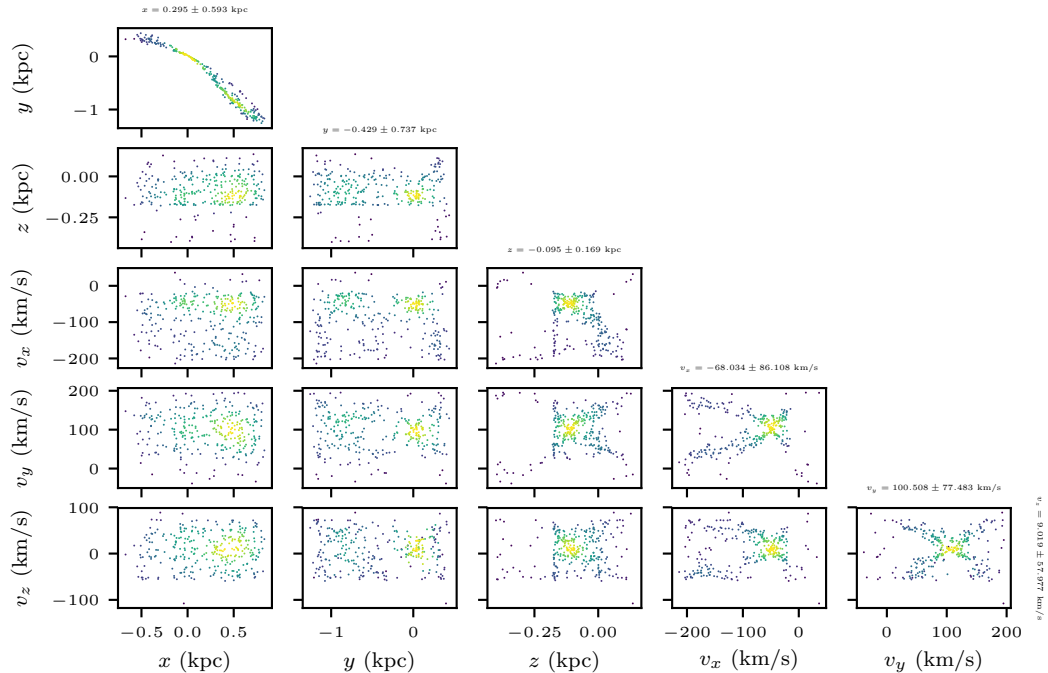 x = 0.295 ± 0.593 kpc
y (kpc)
0
−1
y = −0.429 ± 0.737 kpc
z (kpc)
0.00
−0.25
z = −0.095 ± 0.169 kpc
v_x (km/s)
0
−100
−200
v_x = −68.034 ± 86.108 km/s
v_y (km/s)
200
100
0
v_y = 100.508 ± 77.483 km/s
v_z (km/s)
100
0
−100
v_z = 9.019 ± 57.977 km/s
−0.5 0.0 0.5
−1 0
−0.25 0.00
−200 −100 0
0 100 200
x (kpc)
y (kpc)
z (kpc)
v_x (km/s)
v_y (km/s)